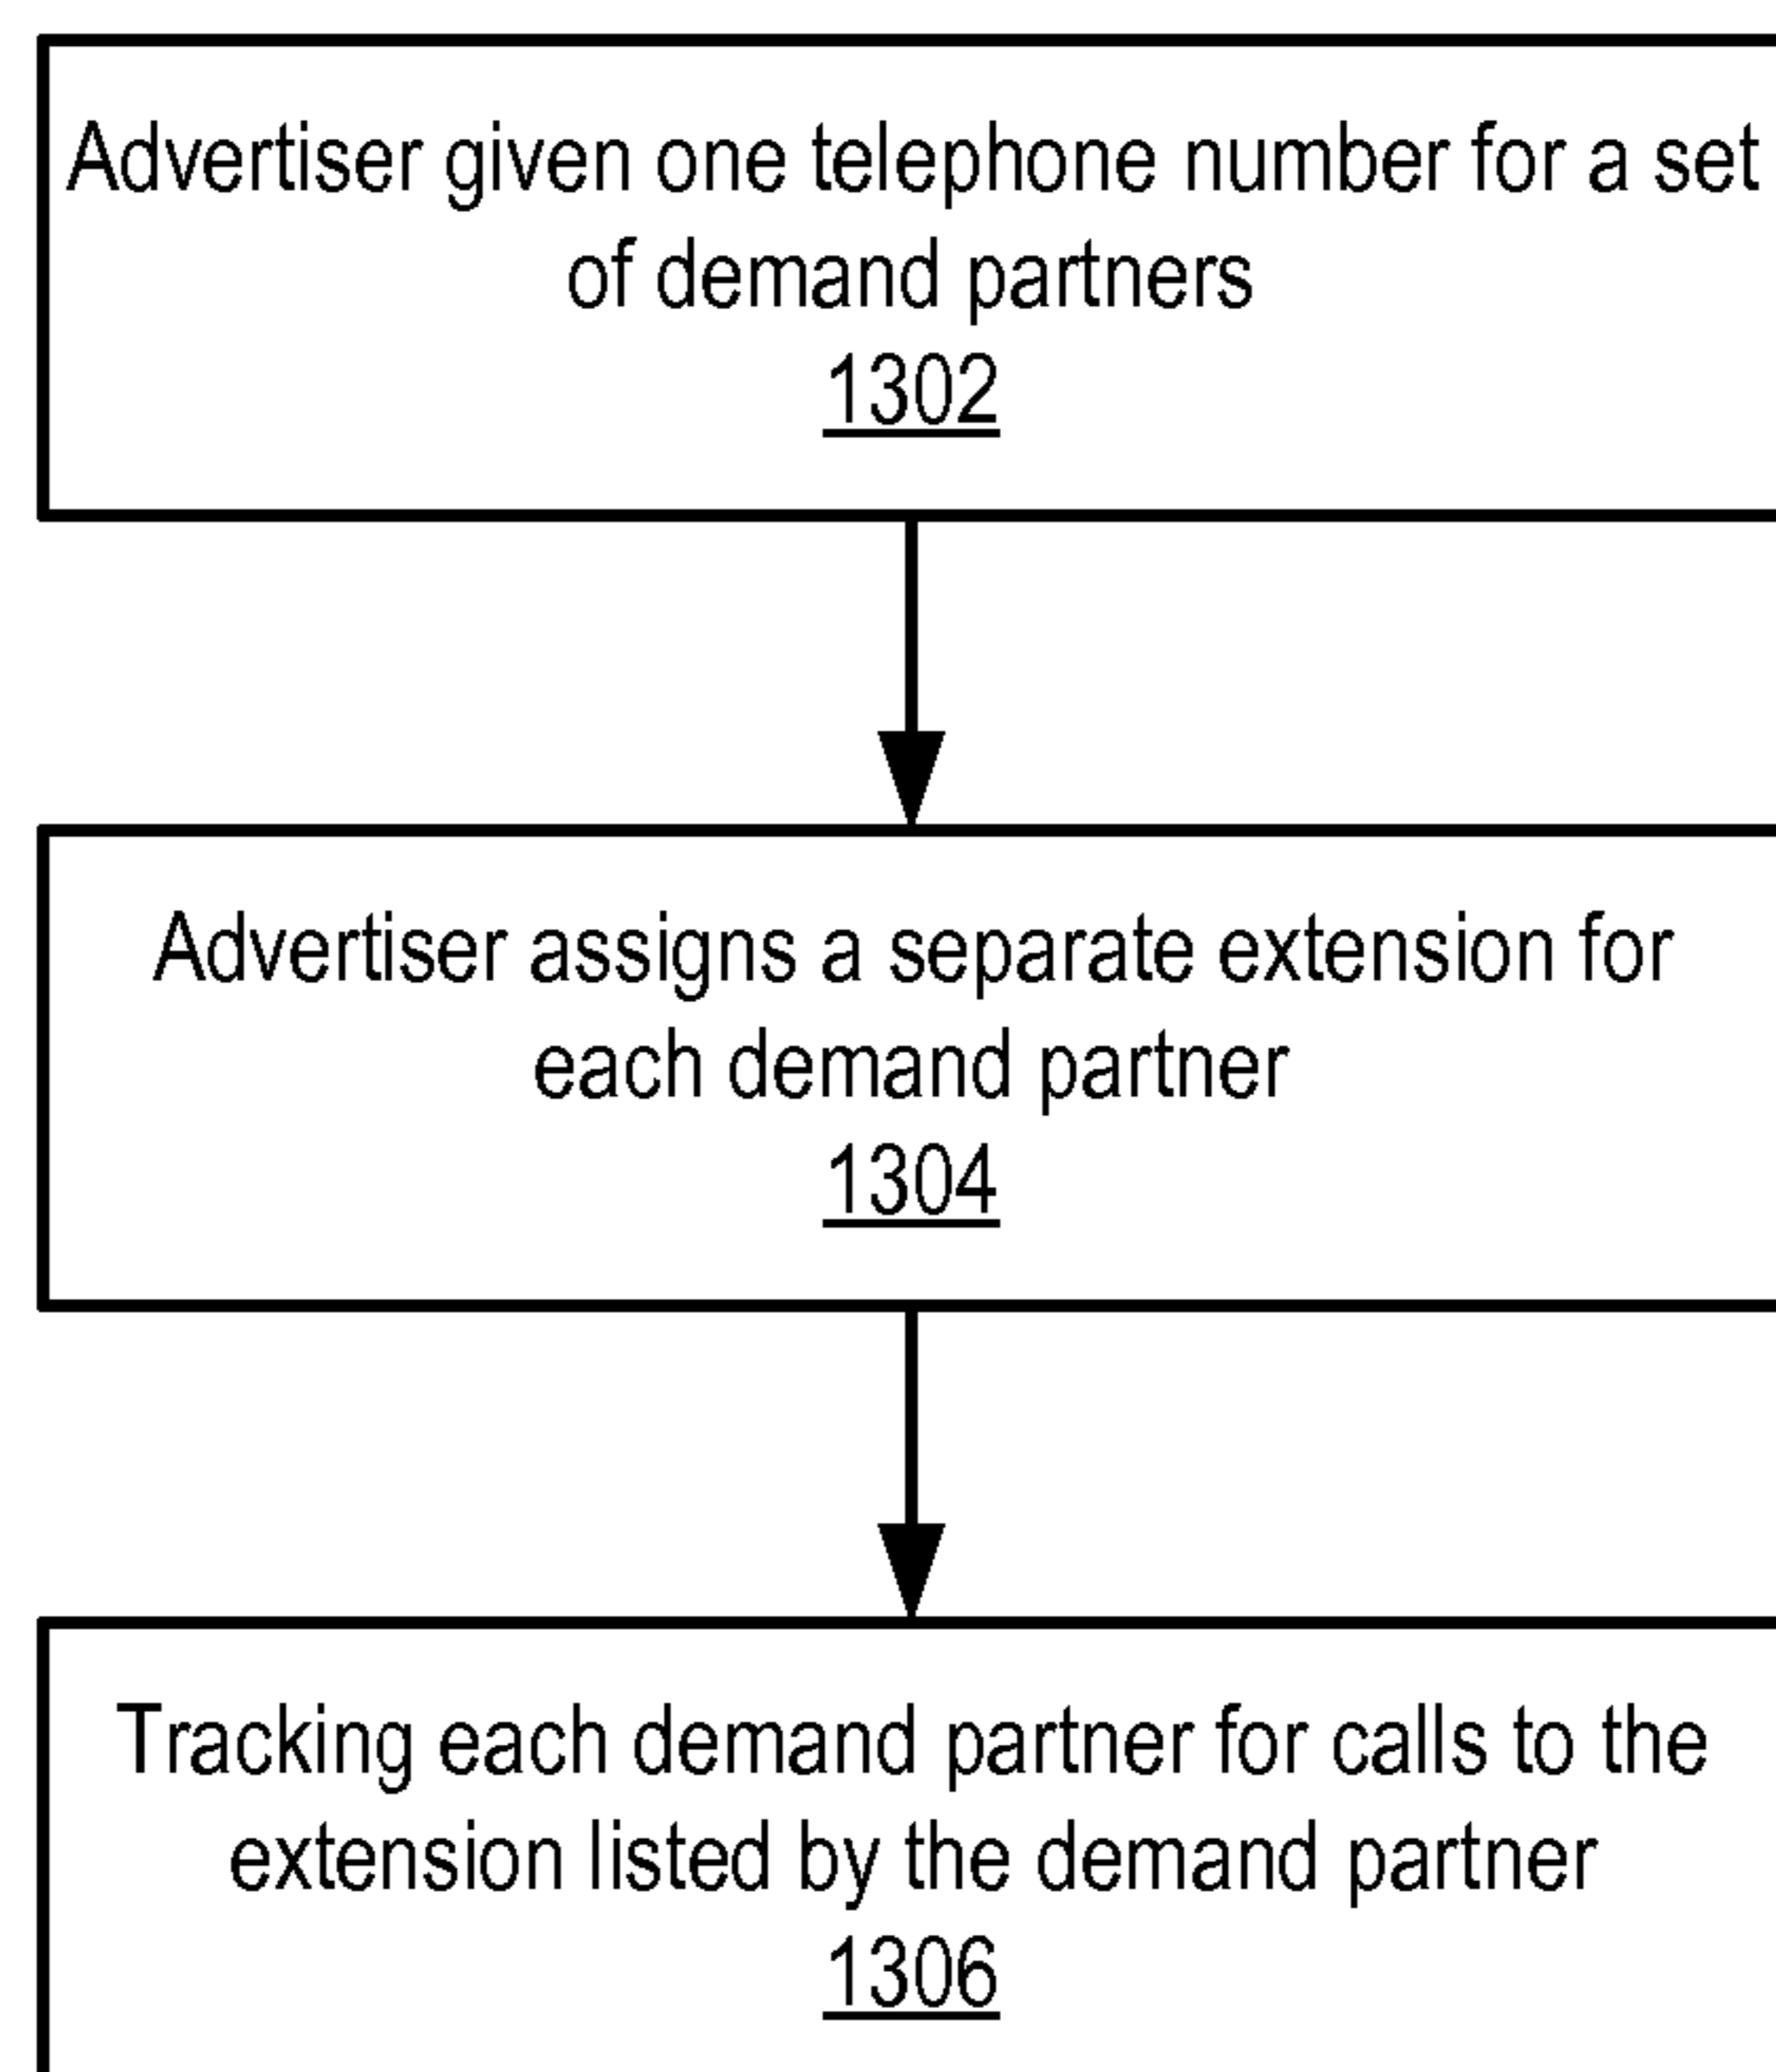 Advertiser given one telephone number for a set
of demand partners
1302
Advertiser assigns a separate extension for
each demand partner
1304
Tracking each demand partner for calls to the
extension listed by the demand partner
1306